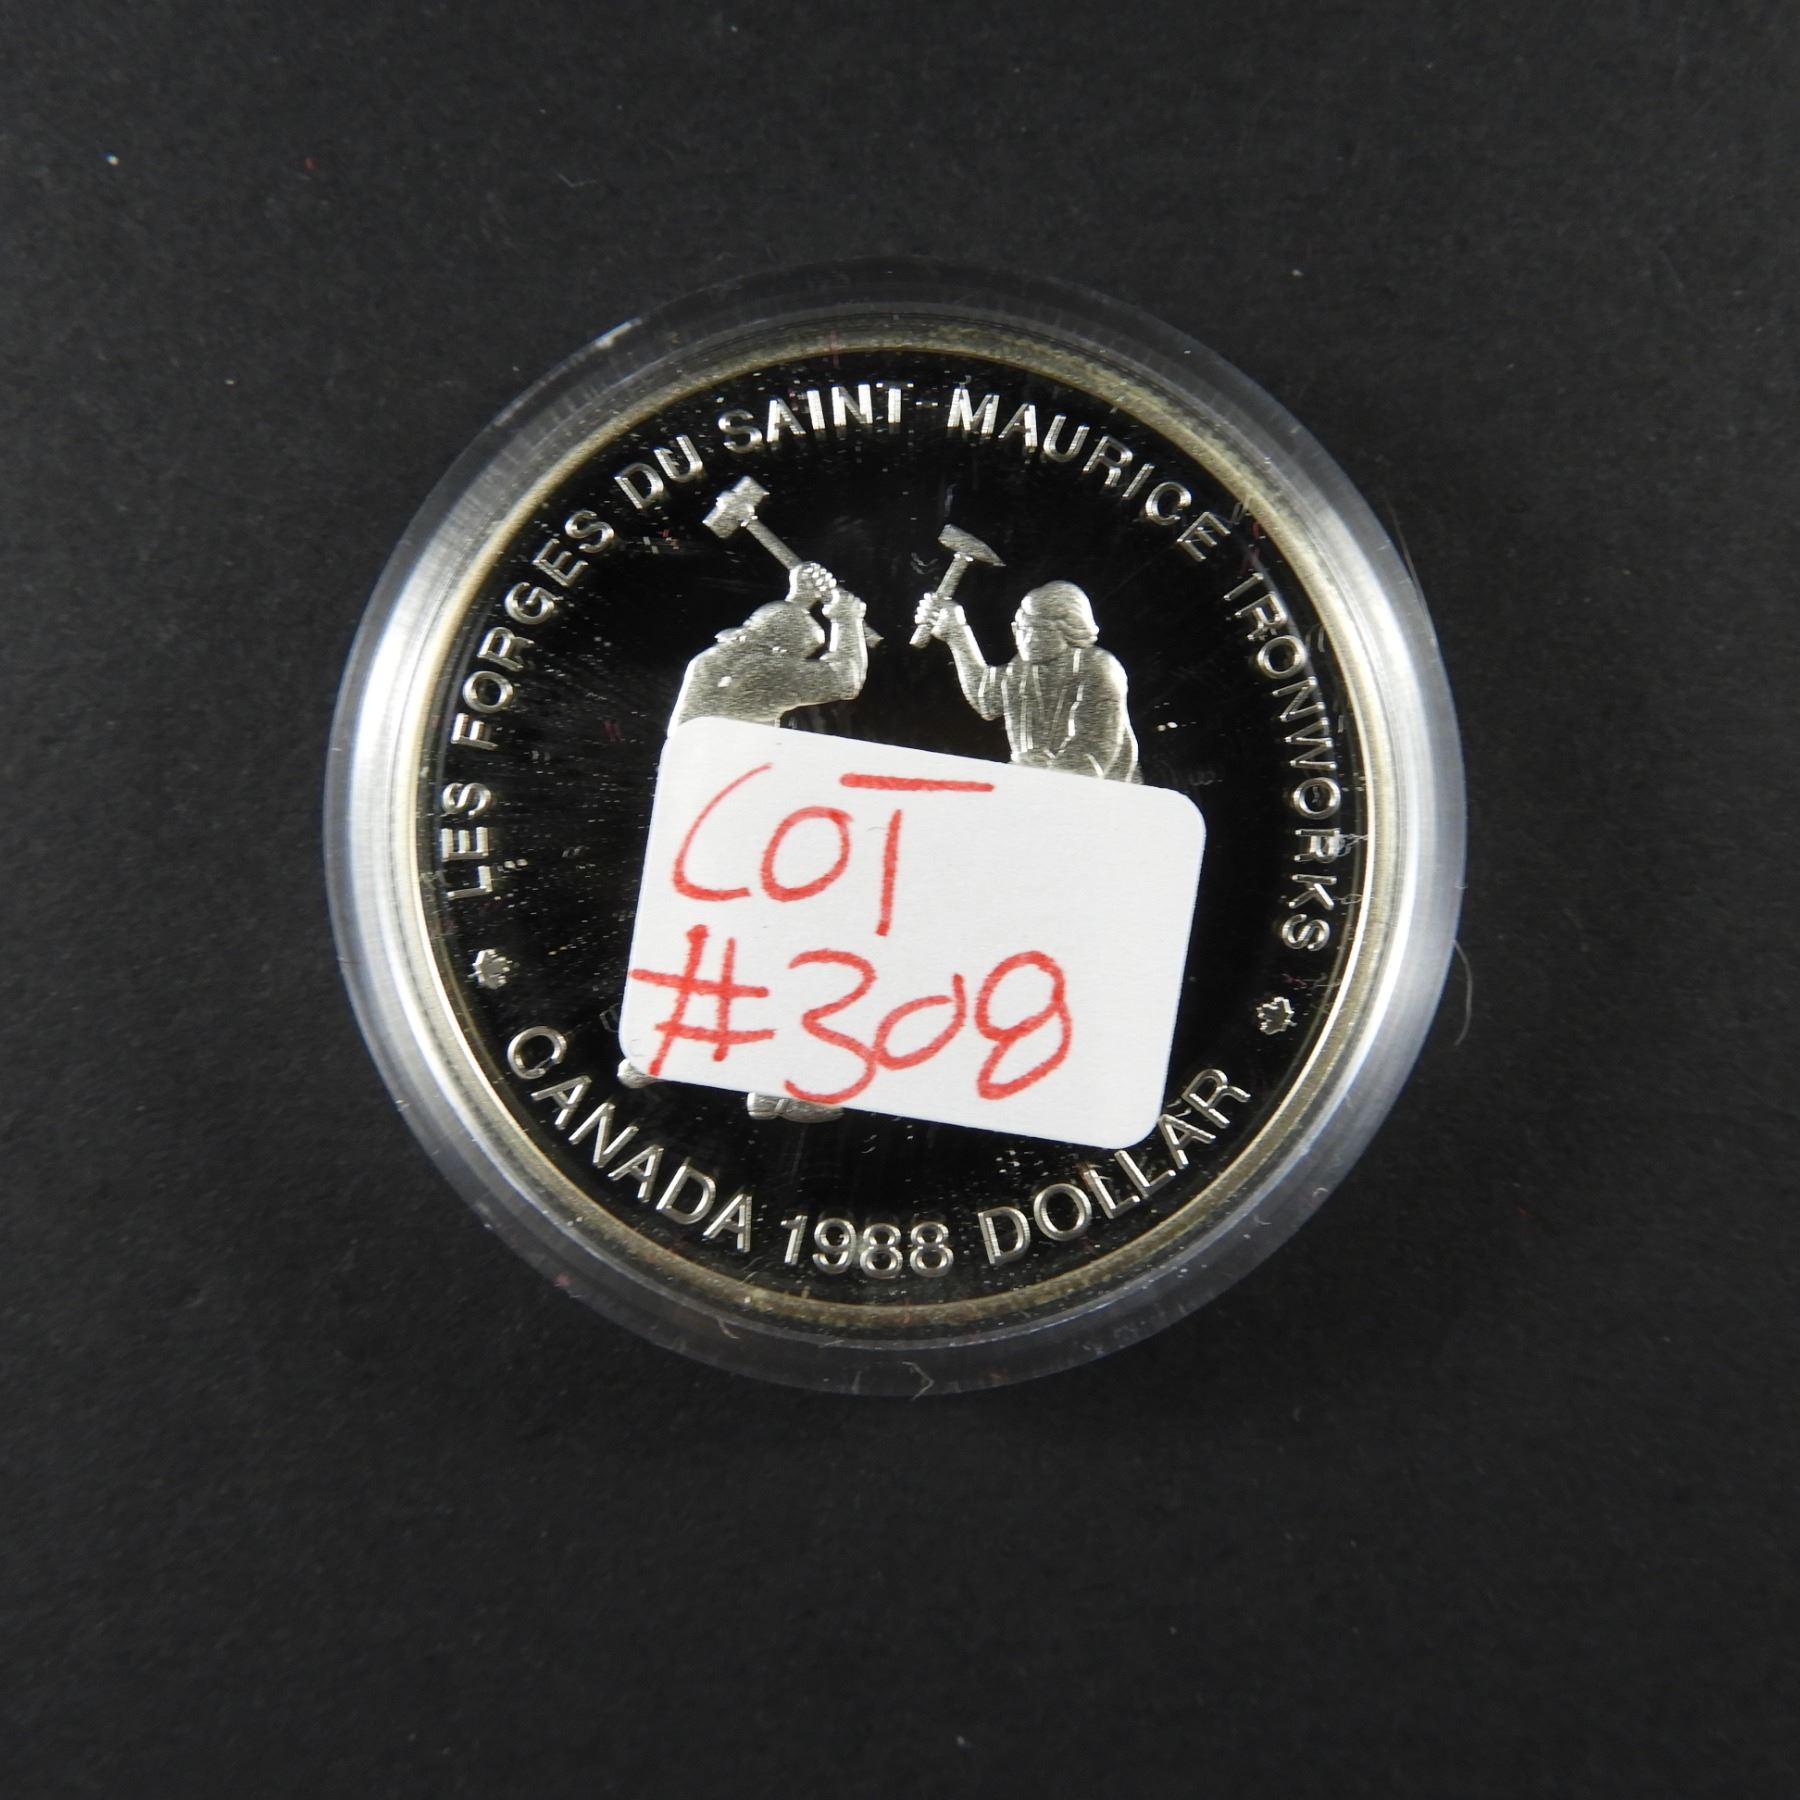 LES FORGES DU SAINT-MAURICE IRONWORKS
LOT
#308
CANADA 1988 DOLLAR